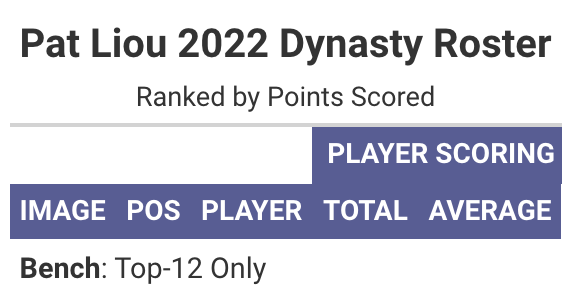 Pat Liou 2022 Dynasty Roster
Ranked by Points Scored
PLAYER SCORING
IMAGE POS PLAYER TOTAL AVERAGE
Bench: Top-12 Only